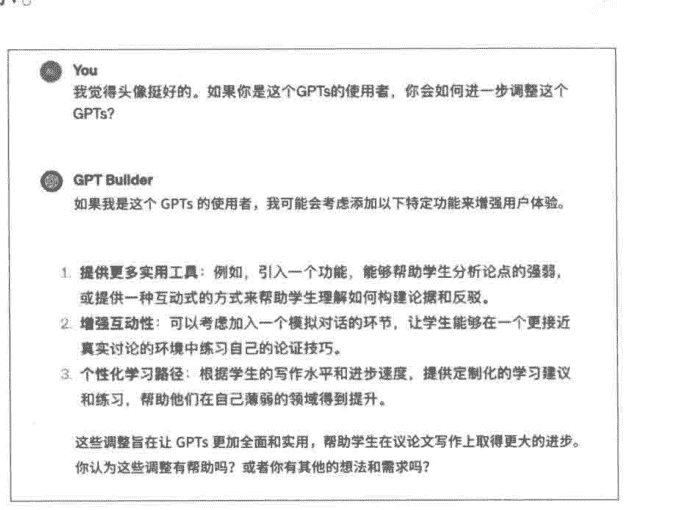 You
我觉得头像挺好的。如果你是这个GPTs的使用者，你会如何进一步调整这个
GPTs?
GPT Builder
如果我是这个 GPTs 的使用者，我可能会考虑添加以下特定功能来增强用户体验。
1. 提供更多实用工具：例如，引入一个功能，能够帮助学生分析论点的强弱，
或提供一种互动式的方式来帮助学生理解如何构建论据和反驳。
2. 增强互动性：可以考虑加入一个模拟对话的环节，让学生能够在一个更接近
真实讨论的环境中练习自己的论证技巧。
3. 个性化学习路径：根据学生的写作水平和进步速度，提供定制化的学习建议
和练习，帮助他们在自己薄弱的领域得到提升。
这些调整旨在让 GPTs 更加全面和实用，帮助学生在议论文写作上取得更大的进步。
你认为这些调整有帮助吗？或者你有其他的想法和需求吗？